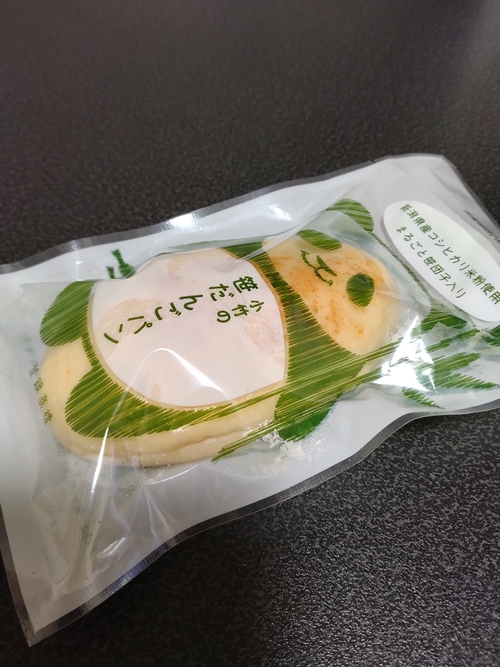 小竹の
笹だんごパン
新潟県産コシヒカリ米粉使用
まるごと笹団子入り